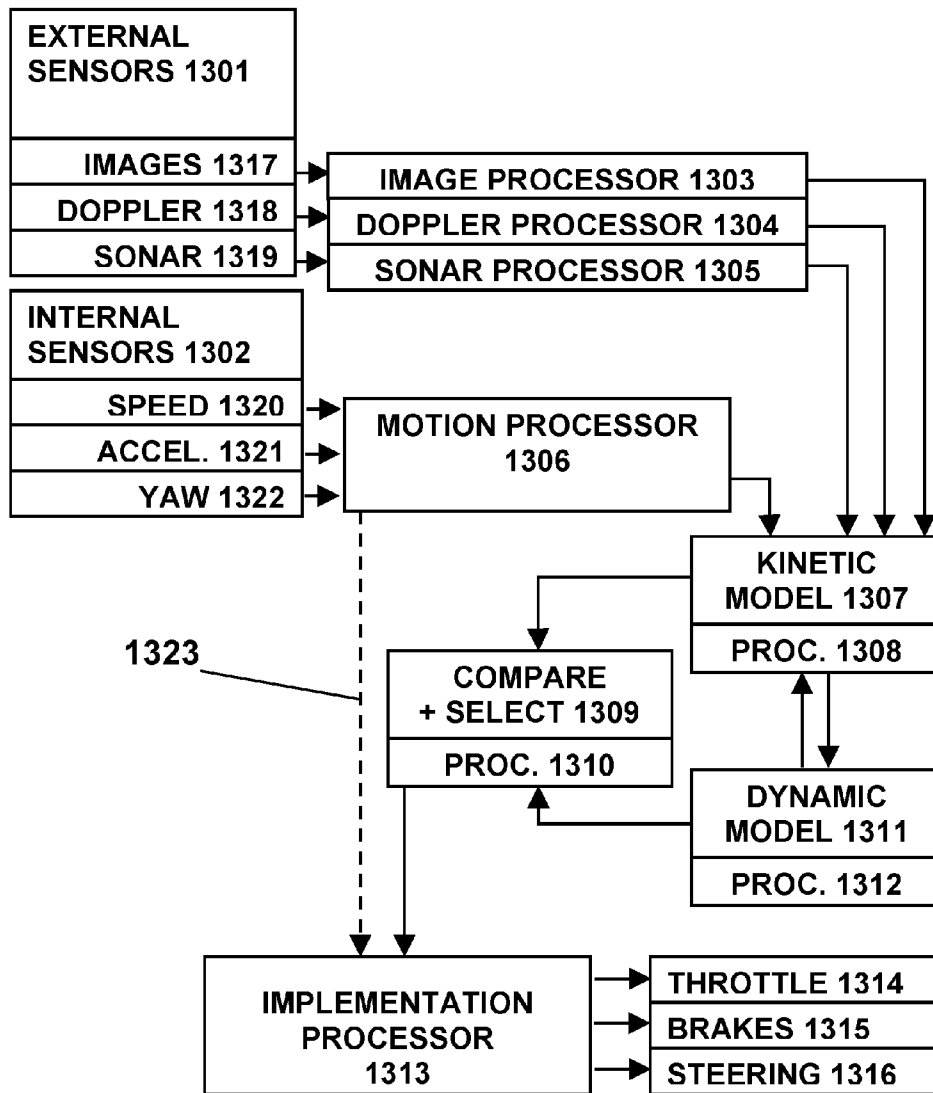 EXTERNAL
SENSORS 1301
IMAGES 1317
DOPPLER 1318
SONAR 1319
IMAGE PROCESSOR 1303
DOPPLER PROCESSOR 1304
SONAR PROCESSOR 1305
INTERNAL
SENSORS 1302
SPEED 1320
ACCEL. 1321
YAW 1322
MOTION PROCESSOR
1306
KINETIC
MODEL 1307
PROC. 1308
1323
COMPARE
+ SELECT 1309
PROC. 1310
DYNAMIC
MODEL 1311
PROC. 1312
IMPLEMENTATION
PROCESSOR
1313
THROTTLE 1314
BRAKES 1315
STEERING 1316